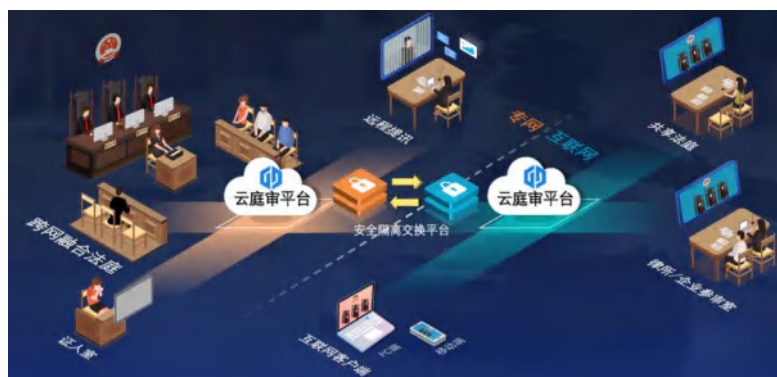 远程提讯
专网
互联网
共享法庭
云庭审平台
云庭审平台
安全隔离交换平台
跨网融合法庭
律所/企业参审室
证人室
互联网客户端
PC端
移动端